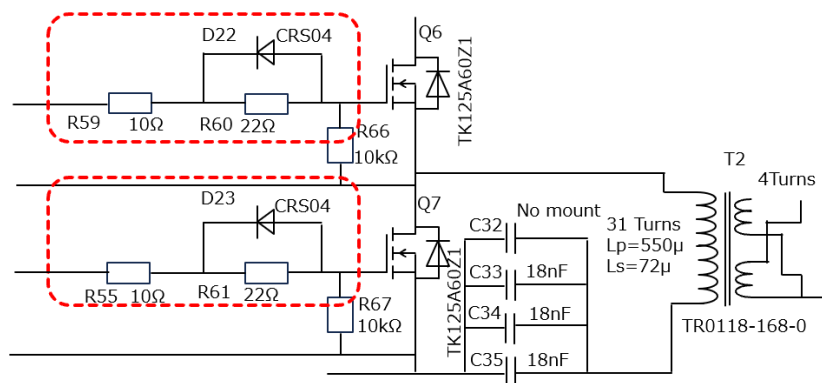 D22
CRS04
Q6
TK125A60Z1
R59
10Ω
R60
22Ω
R66
10kΩ
T2
4Turns
D23
CRS04
Q7
C32
No mount
31 Turns
Lp=550μ
Ls=72μ
C33
18nF
R55
10Ω
R61
22Ω
R67
10kΩ
TK125A60Z1
C34
18nF
TR0118-168-0
C35
18nF